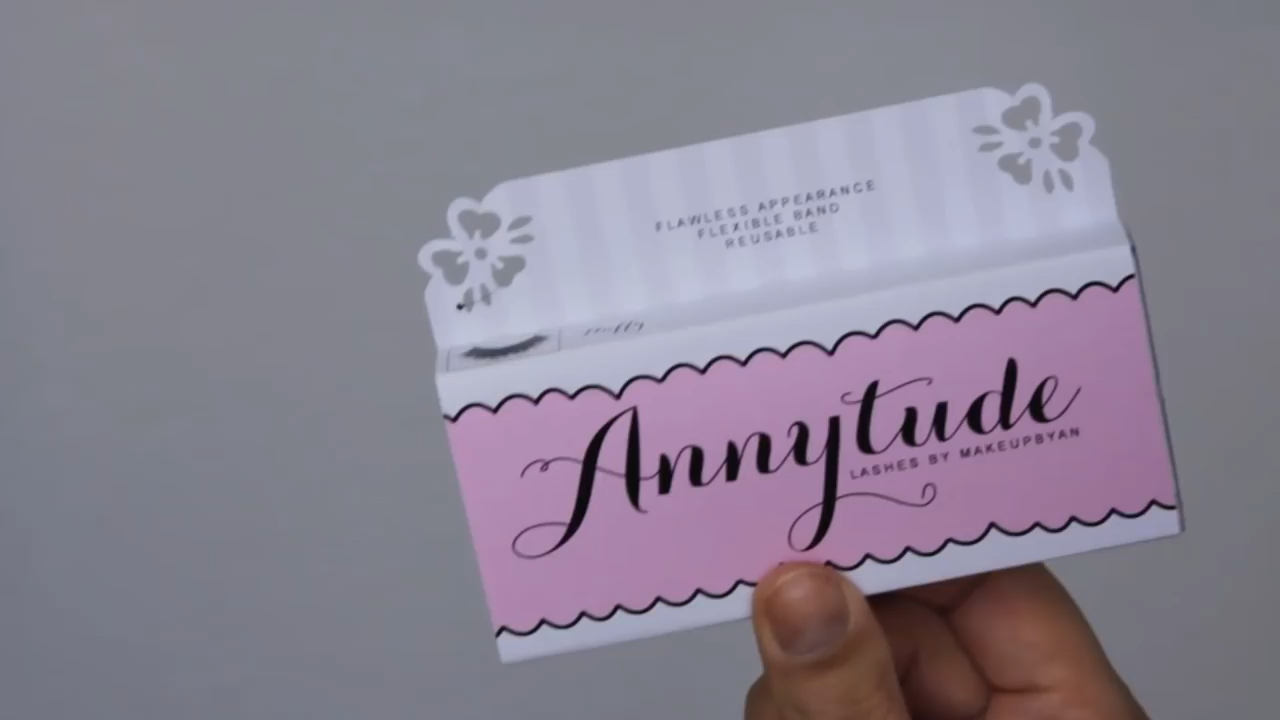 FLAWLESS APPEARANCE
FLEXIBLE BAND
REUSABLE
Annytude
LASHES BY MAKEUPBYAN